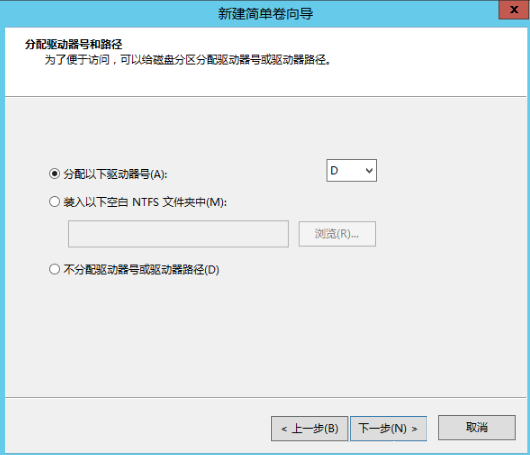 新建简单卷向导
x
分配驱动器号和路径
为了便于访问，可以给磁盘分区分配驱动器号或驱动器路径。
分配以下驱动器号(A): D
装入以下空白 NTFS 文件夹中(M):
浏览(R)...
不分配驱动器号或驱动器路径(D)
< 上一步(B) 下一步(N) > 取消